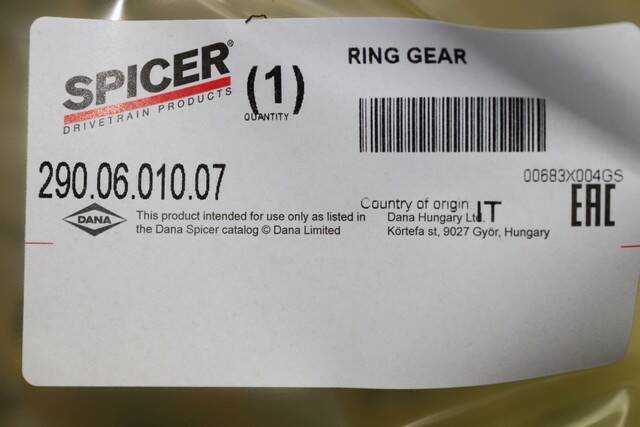 SPICER®
DRIVETRAIN PRODUCTS
(1)
QUANTITY
RING GEAR
290.06.010.07
00683X004GS
DANA
This product intended for use only as listed in
the Dana Spicer catalog © Dana Limited
Country of origin: IT
Dana Hungary Ltd.
Körtefa st, 9027 Győr, Hungary
EAC